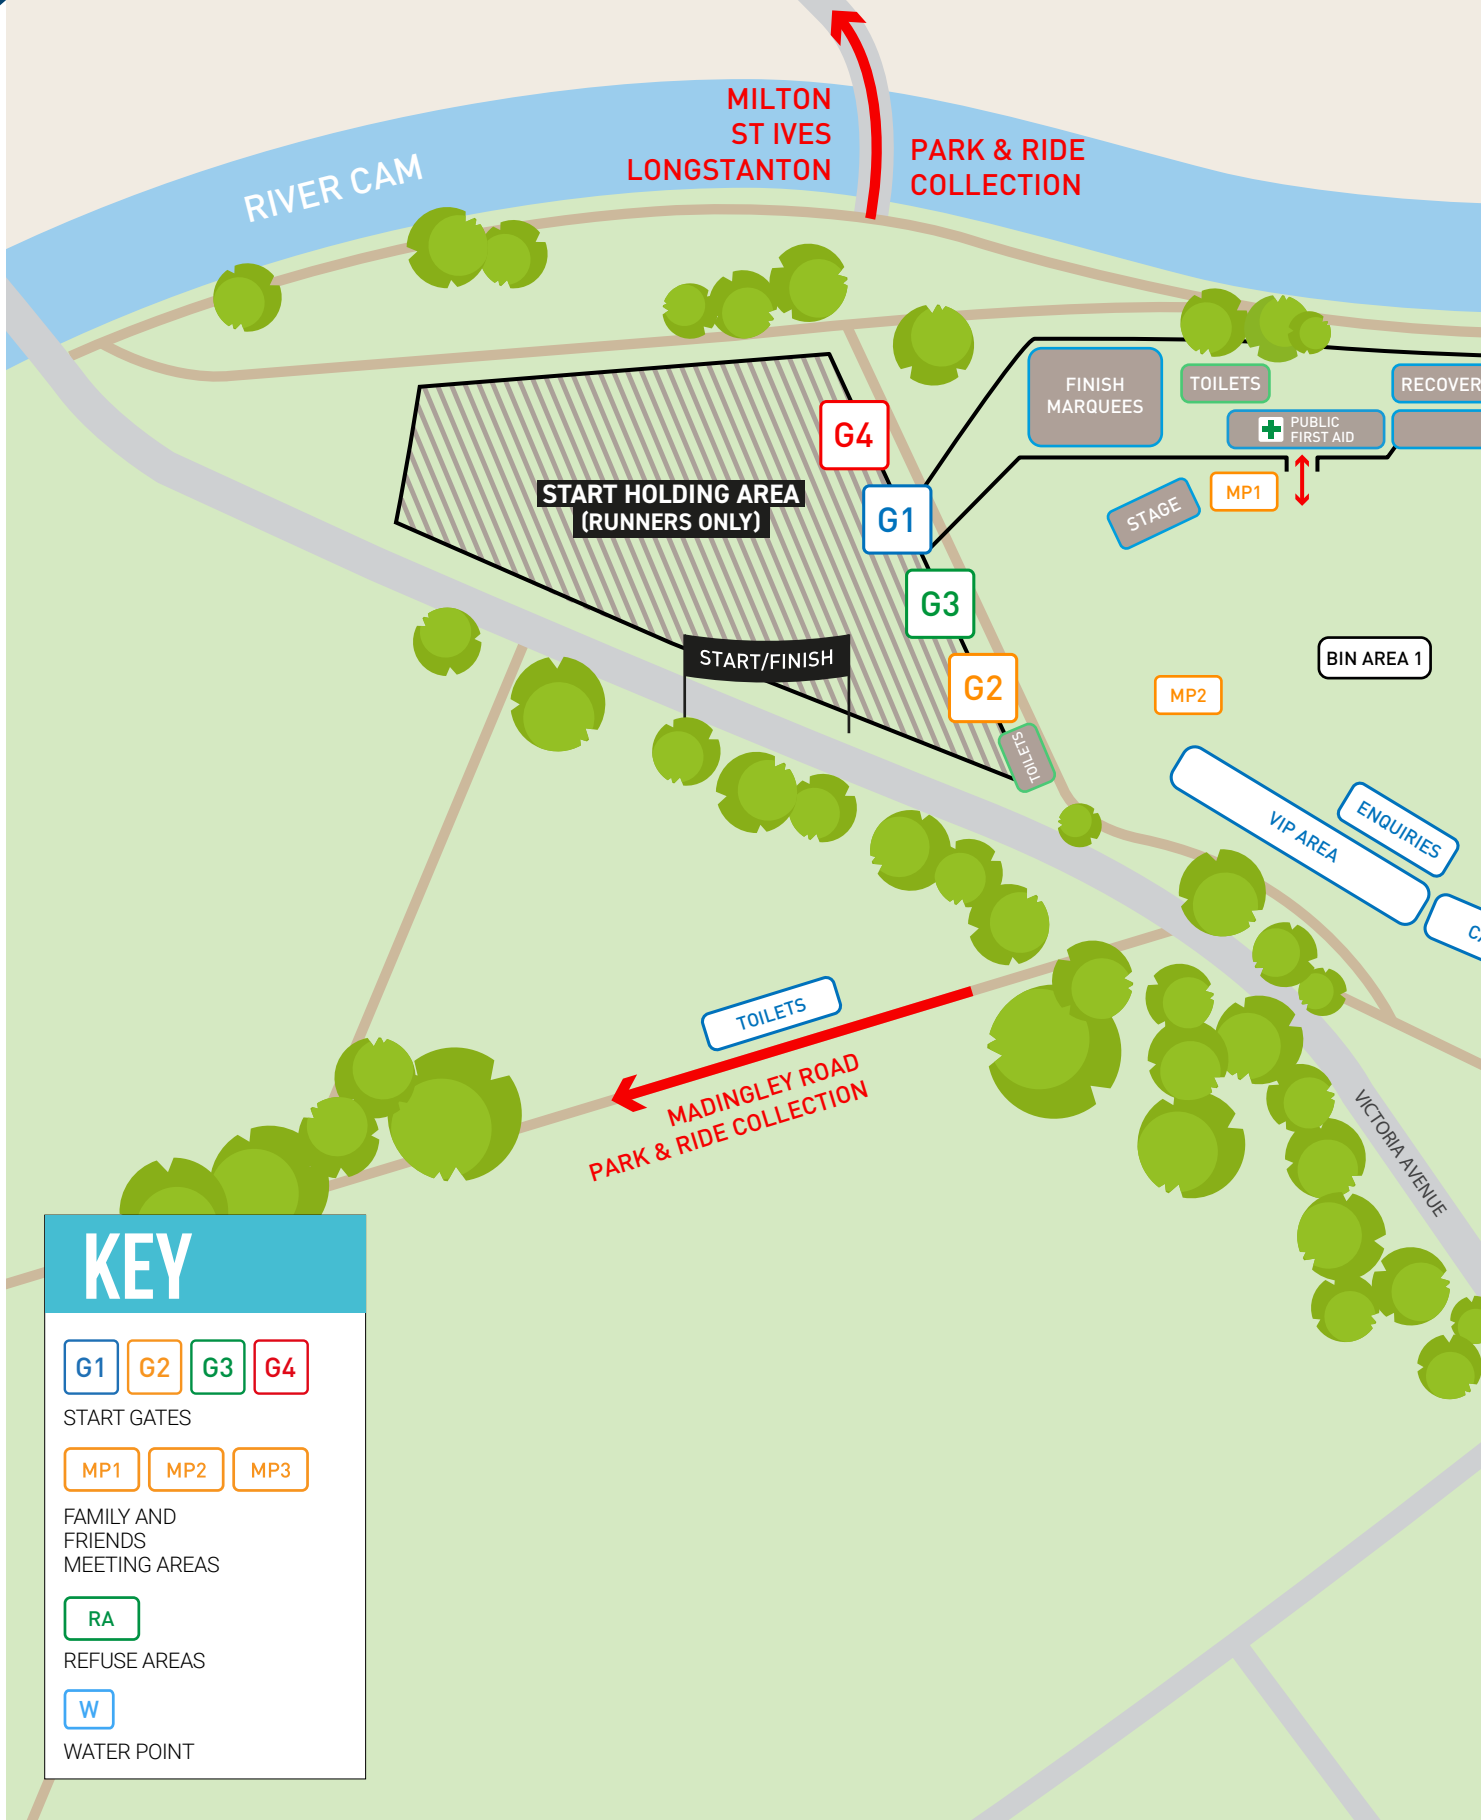 MILTON
ST IVES
LONGSTANTON
PARK & RIDE
COLLECTION
RIVER CAM
FINISH
MARQUEES
TOILETS
RECOVER
PUBLIC
FIRST AID
G4
START HOLDING AREA
(RUNNERS ONLY)
G1
MP1
STAGE
G3
START/FINISH
BIN AREA 1
G2
MP2
TOILETS
VIP AREA
ENQUIRIES
TOILETS
MADINGLEY ROAD
PARK & RIDE COLLECTION
VICTORIA AVENUE
KEY
G1 G2 G3 G4
START GATES
MP1 MP2 MP3
FAMILY AND
FRIENDS
MEETING AREAS
RA
REFUSE AREAS
W
WATER POINT